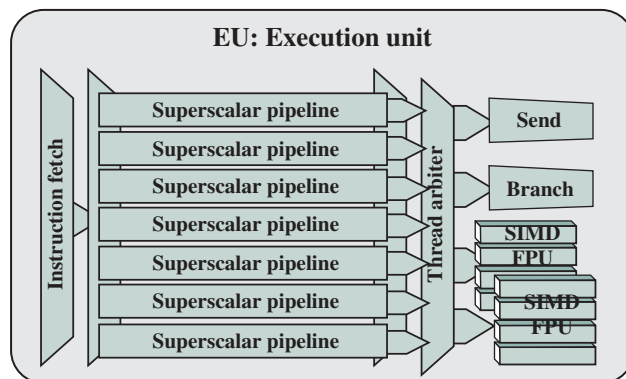 EU: Execution unit
Instruction fetch
Superscalar pipeline
Superscalar pipeline
Superscalar pipeline
Superscalar pipeline
Superscalar pipeline
Superscalar pipeline
Superscalar pipeline
Thread arbiter
Send
Branch
SIMD
FPU
SIMD
FPU